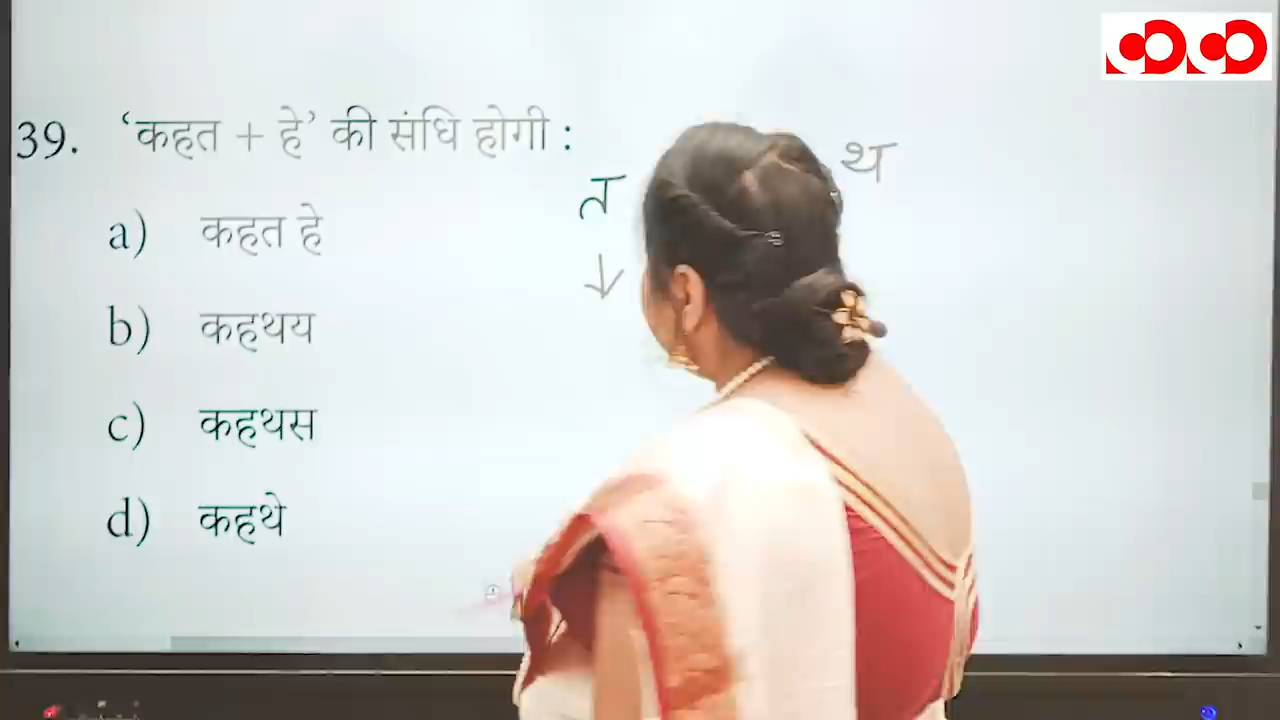 39. ‘कहत + हे’ की संधि होगी :
त थ
a) कहत हे
↓
b) कहथय
c) कहथस
d) कहथे